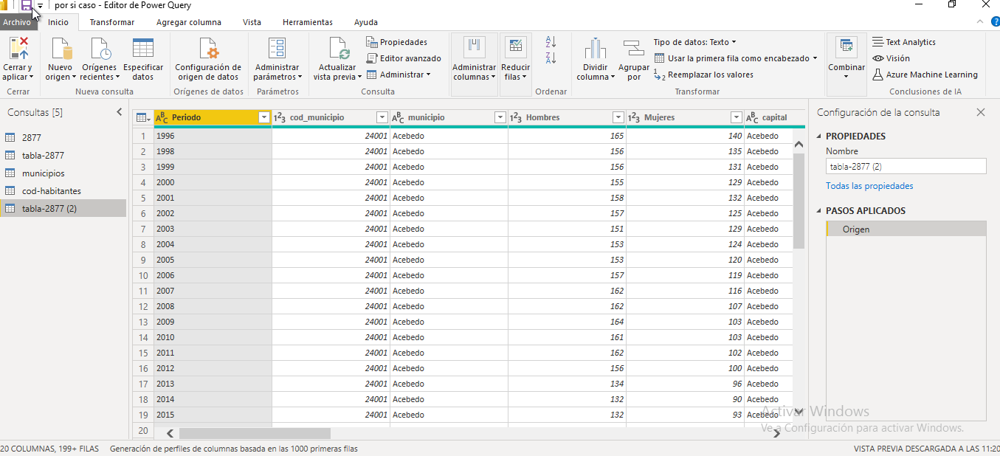 por si caso - Editor de Power Query
Archivo Inicio Transformar Agregar columna Vista Herramientas Ayuda
Cerrar y aplicar
Cerrar
Nuevo origen
Orígenes recientes
Especificar datos
Nueva consulta
Configuración de origen de datos
Orígenes de datos
Administrar parámetros
Parámetros
Actualizar vista previa
Propiedades
Editor avanzado
Administrar
Consulta
Administrar columnas
Reducir filas
Ordenar
Dividir columna
Agrupar por
Tipo de datos: Texto
Usar la primera fila como encabezado
Reemplazar los valores
Transformar
Combinar
Text Analytics
Visión
Azure Machine Learning
Conclusiones de IA
Consultas [5]
2877
tabla-2877
municipios
cod-habitantes
tabla-2877 (2)
Periodo cod_municipio municipio Hombres Mujeres capital
1 1996 24001 Acebedo 165 140 Acebedo
2 1998 24001 Acebedo 156 135 Acebedo
3 1999 24001 Acebedo 156 131 Acebedo
4 2000 24001 Acebedo 155 129 Acebedo
5 2001 24001 Acebedo 158 132 Acebedo
6 2002 24001 Acebedo 157 125 Acebedo
7 2003 24001 Acebedo 151 129 Acebedo
8 2004 24001 Acebedo 153 124 Acebedo
9 2005 24001 Acebedo 153 120 Acebedo
10 2006 24001 Acebedo 157 119 Acebedo
11 2007 24001 Acebedo 162 116 Acebedo
12 2008 24001 Acebedo 162 107 Acebedo
13 2009 24001 Acebedo 164 103 Acebedo
14 2010 24001 Acebedo 161 103 Acebedo
15 2011 24001 Acebedo 162 102 Acebedo
16 2012 24001 Acebedo 156 100 Acebedo
17 2013 24001 Acebedo 134 96 Acebedo
18 2014 24001 Acebedo 132 90 Acebedo
19 2015 24001 Acebedo 132 93 Acebedo
20
Configuración de la consulta
PROPIEDADES
Nombre
tabla-2877 (2)
Todas las propiedades
PASOS APLICADOS
Origen
Activar Windows
Ve a Configuración para activar Windows.
20 COLUMNAS, 199+ FILAS Generación de perfiles de columnas basada en las 1000 primeras filas
VISTA PREVIA DESCARGADA A LAS 11:20